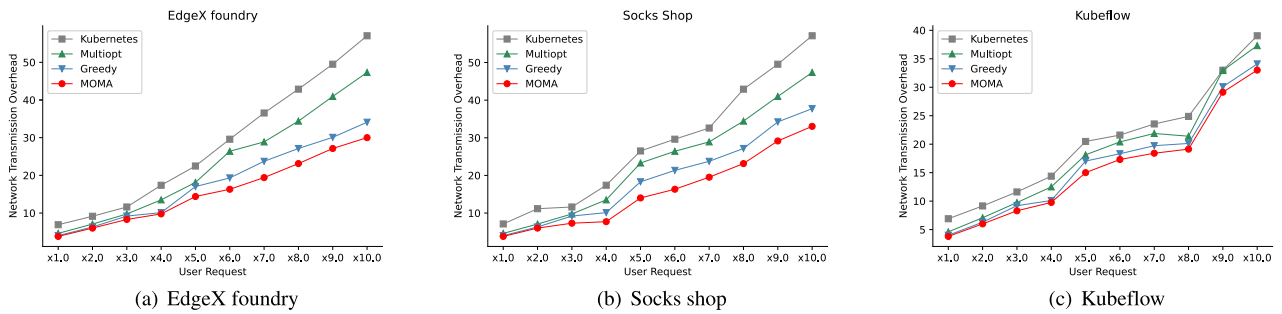 EdgeX foundry
Network Transmission Overhead
50
40
30
20
10
Kubernetes
Multiopt
Greedy
MOMA
x1.0 x2.0 x3.0 x4.0 x5.0 x6.0 x7.0 x8.0 x9.0 x10.0
User Request
(a) EdgeX foundry
Socks Shop
Network Transmission Overhead
50
40
30
20
10
Kubernetes
Multiopt
Greedy
MOMA
x1.0 x2.0 x3.0 x4.0 x5.0 x6.0 x7.0 x8.0 x9.0 x10.0
User Request
(b) Socks shop
Kubeflow
Network Transmission Overhead
40
35
30
25
20
15
10
5
Kubernetes
Multiopt
Greedy
MOMA
x1.0 x2.0 x3.0 x4.0 x5.0 x6.0 x7.0 x8.0 x9.0 x10.0
User Request
(c) Kubeflow